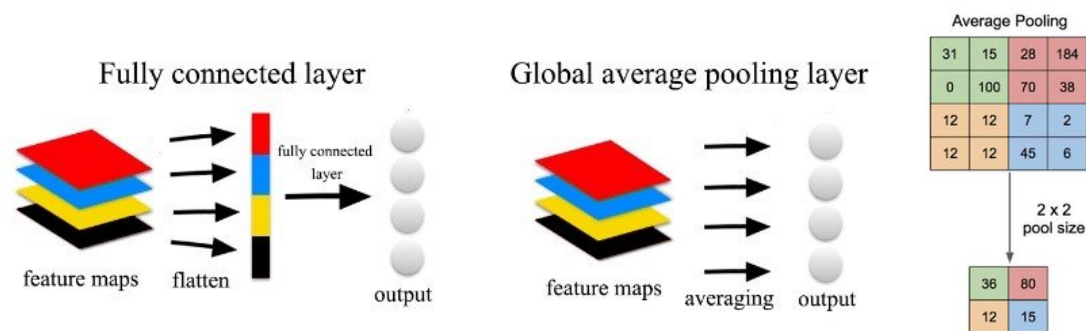 Fully connected layer
fully connected
layer
feature maps
flatten
output
Global average pooling layer
feature maps
averaging
output
Average Pooling
31 15 28 184
0 100 70 38
12 12 7 2
12 12 45 6
2 x 2
pool size
36 80
12 15